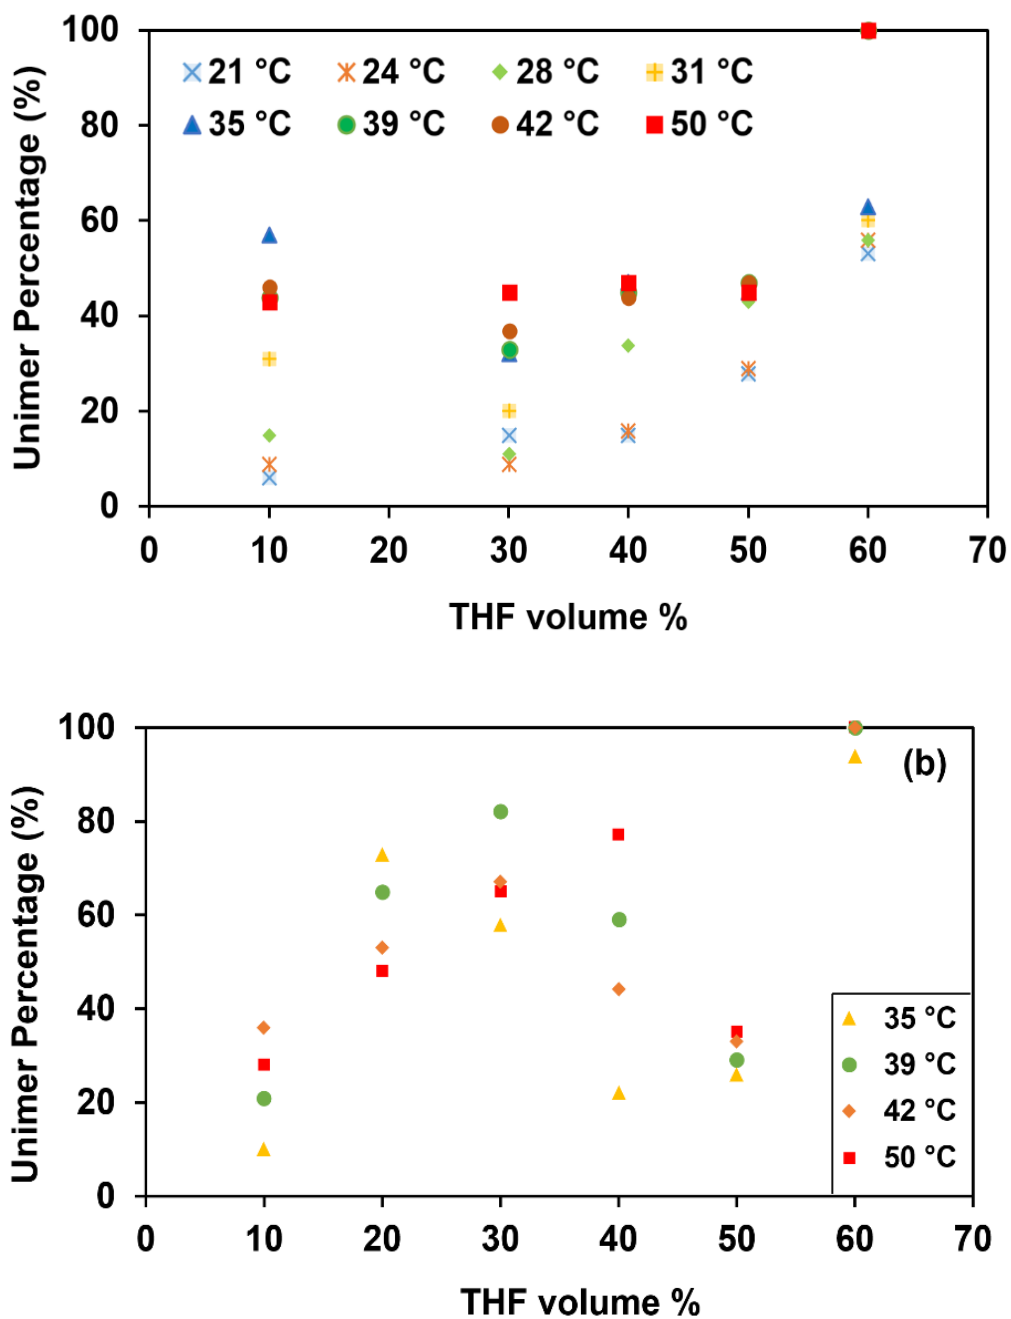 100
80
60
40
20
0
Unimer Percentage (%)
21 °C 24 °C 28 °C 31 °C
35 °C 39 °C 42 °C 50 °C
0 10 20 30 40 50 60 70
THF volume %
100
80
60
40
20
0
Unimer Percentage (%)
(b)
35 °C
39 °C
42 °C
50 °C
0 10 20 30 40 50 60 70
THF volume %